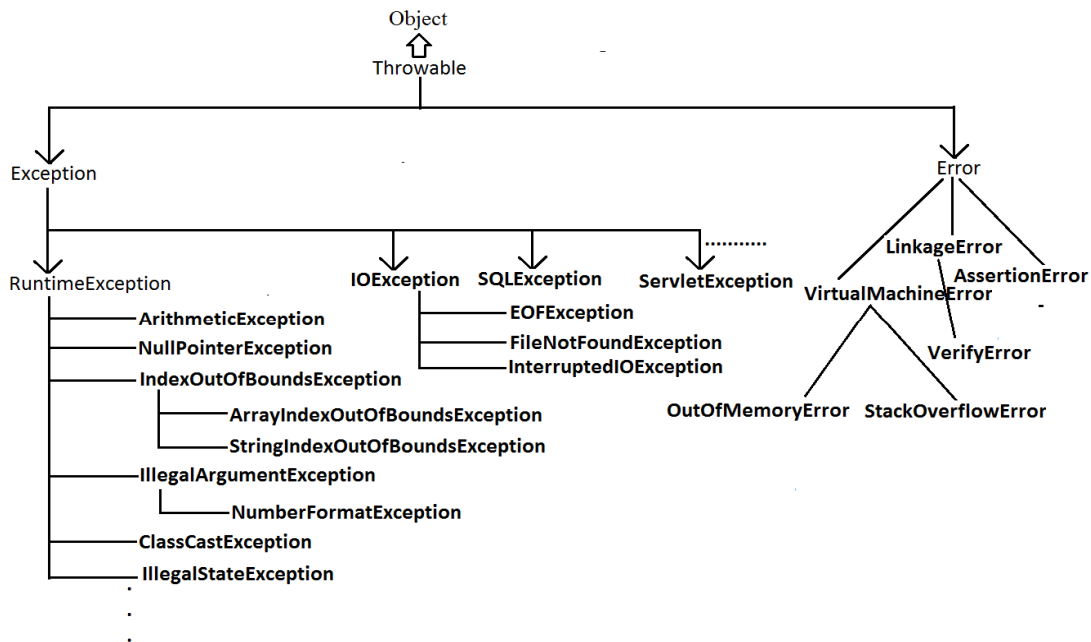 Object
Throwable
Exception
Error
RuntimeException
IOException
SQLException
ServletException
...........
LinkageError
AssertionError
VirtualMachineError
VerifyError
OutOfMemoryError
StackOverflowError
EOFException
FileNotFoundException
InterruptedIOException
ArithmeticException
NullPointerException
IndexOutOfBoundsException
ArrayIndexOutOfBoundsException
StringIndexOutOfBoundsException
IllegalArgumentException
NumberFormatException
ClassCastException
IllegalStateException
.
.
.